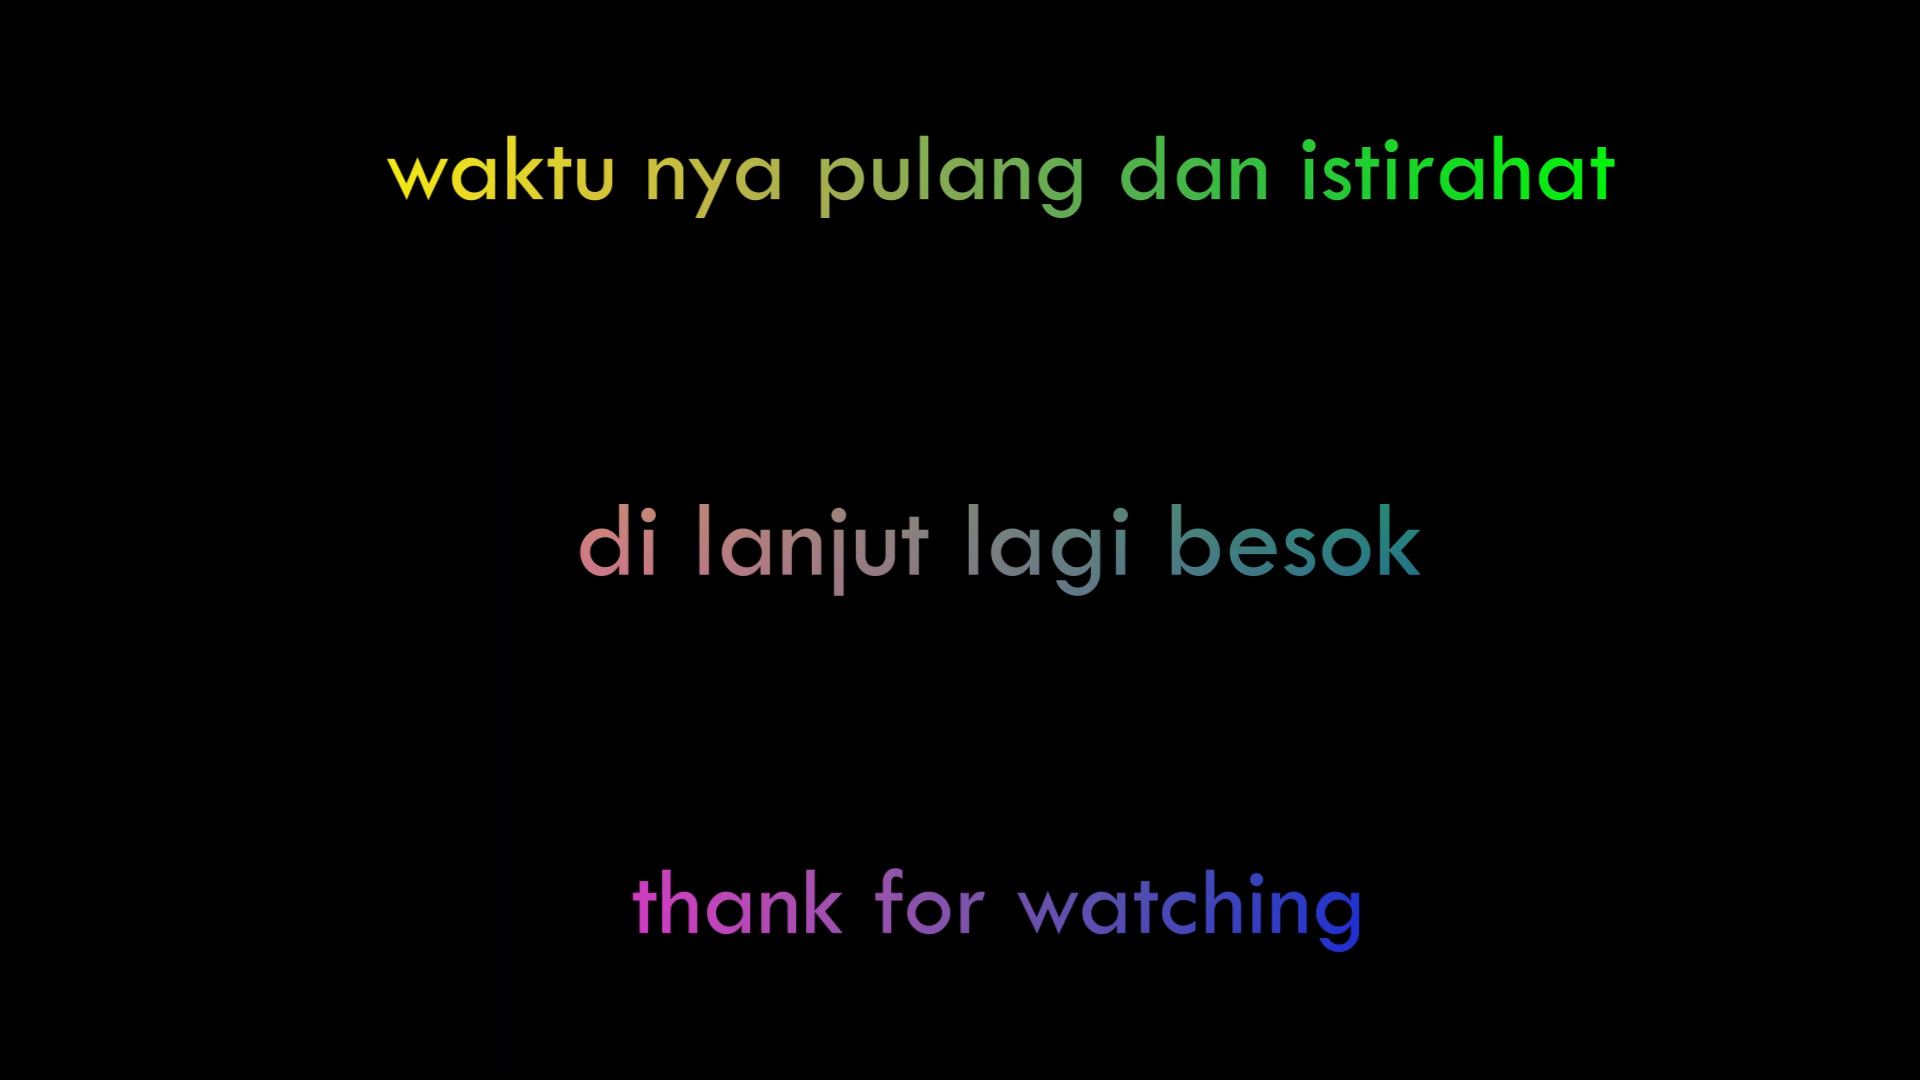 waktu nya pulang dan istirahat
di lanjut lagi besok
thank for watching